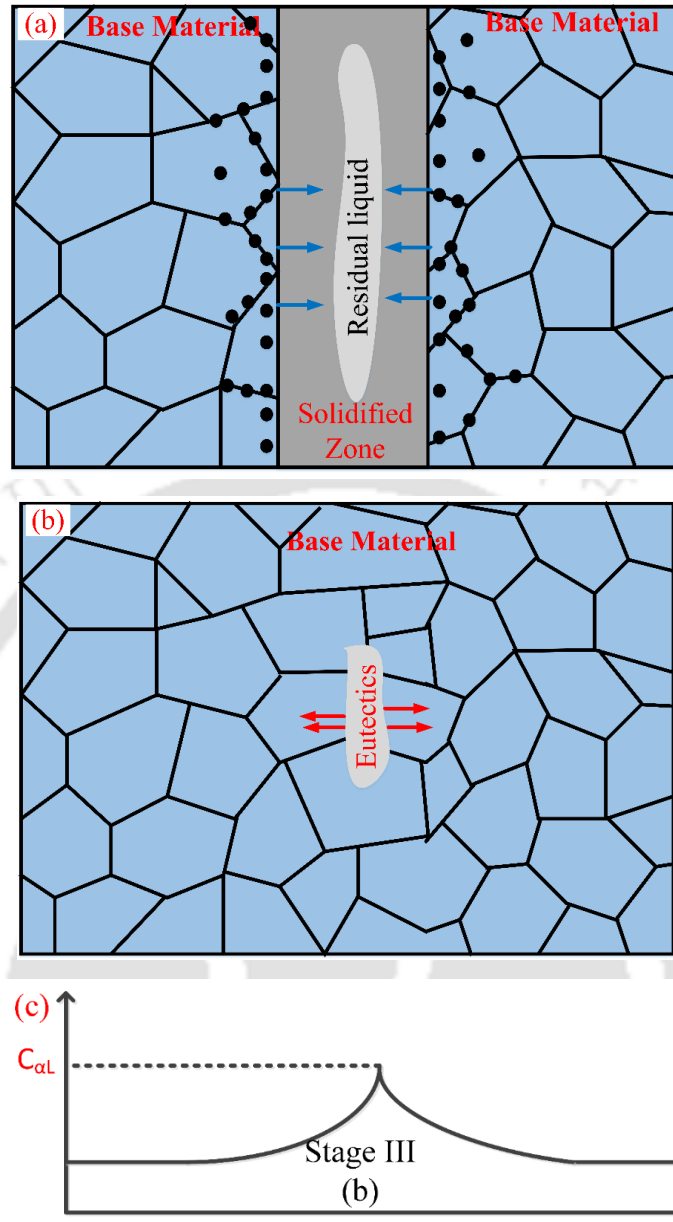 (a)
Base Material
Base Material
Residual liquid
Solidified
Zone
(b)
Base Material
Eutectics
(c)
CαL
Stage III
(b)